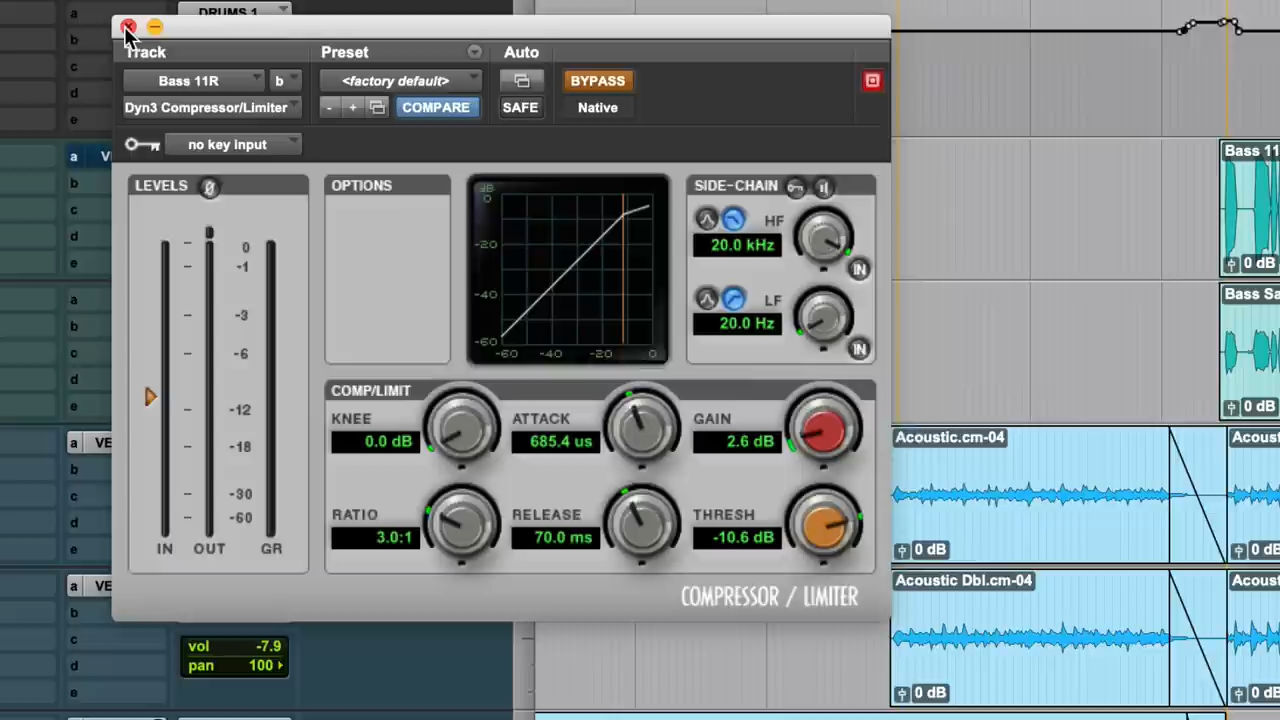 DRUMS 1
a
b
c
d
e
Track
Preset
Auto
Bass 11R
b
<factory default>
BYPASS
Dyn3 Compressor/Limiter
- +
COMPARE
SAFE
Native
no key input
a
b
c
d
e
LEVELS
OPTIONS
dB
0
-20
-40
-60
-60 -40 -20 0
SIDE-CHAIN
HF
20.0 kHz
IN
LF
20.0 Hz
IN
0
-1
-3
-6
-12
-18
-30
-60
IN OUT GR
COMP/LIMIT
KNEE
0.0 dB
ATTACK
685.4 us
GAIN
2.6 dB
RATIO
3.0:1
RELEASE
70.0 ms
THRESH
-10.6 dB
COMPRESSOR / LIMITER
a
b
c
d
e
a VE
b
c
d
e
a VE
b
c
d
e
vol -7.9
pan 100
Bass 11
0 dB
Bass Sa
0 dB
Acoustic.cm-04
Acous
0 dB
0 dB
Acoustic Dbl.cm-04
Acous
0 dB
0 dB